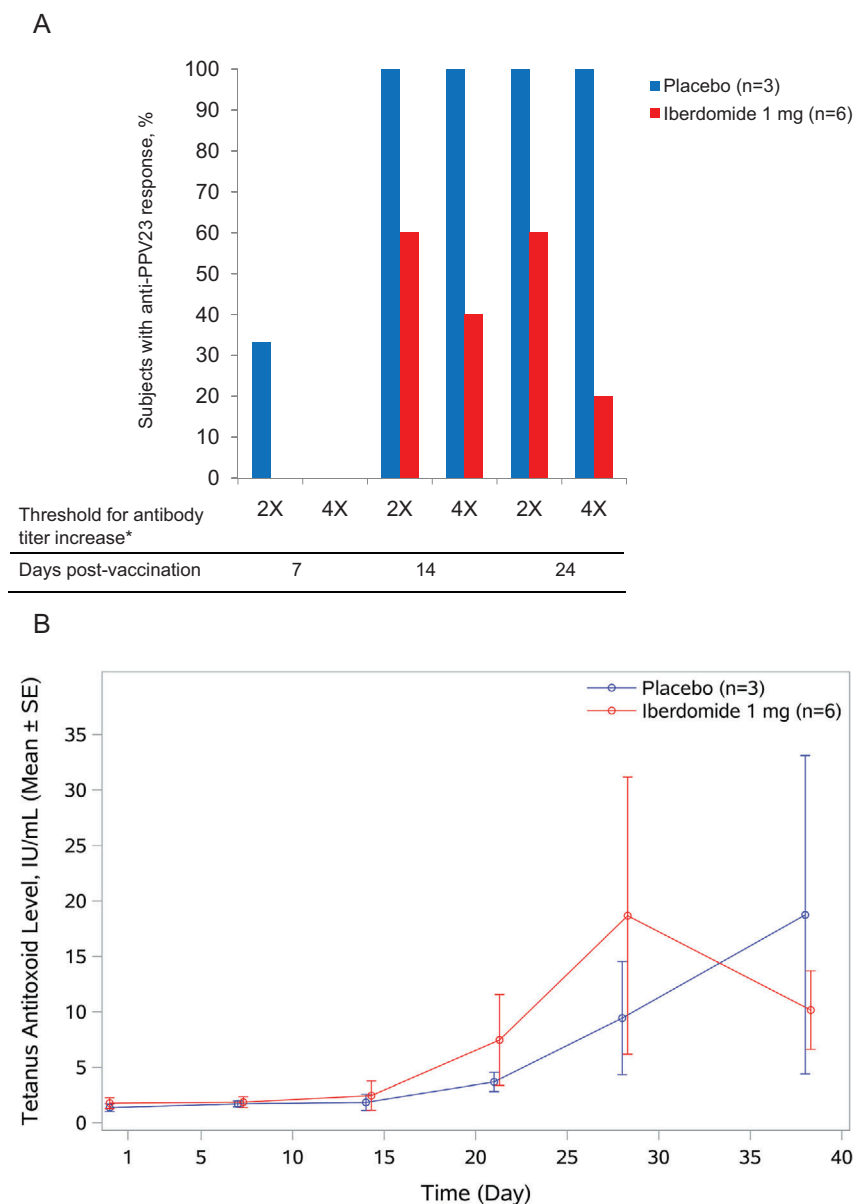 A
Subjects with anti-PPV23 response, %
100
90
80
70
60
50
40
30
20
10
0
Placebo (n=3)
Iberdomide 1 mg (n=6)
Threshold for antibody
titer increase*
2X 4X 2X 4X 2X 4X
Days post-vaccination 7 14 24
B
Tetanus Antitoxoid Level, IU/mL (Mean ± SE)
35
30
25
20
15
10
5
0
Placebo (n=3)
Iberdomide 1 mg (n=6)
1 5 10 15 20 25 30 35 40
Time (Day)